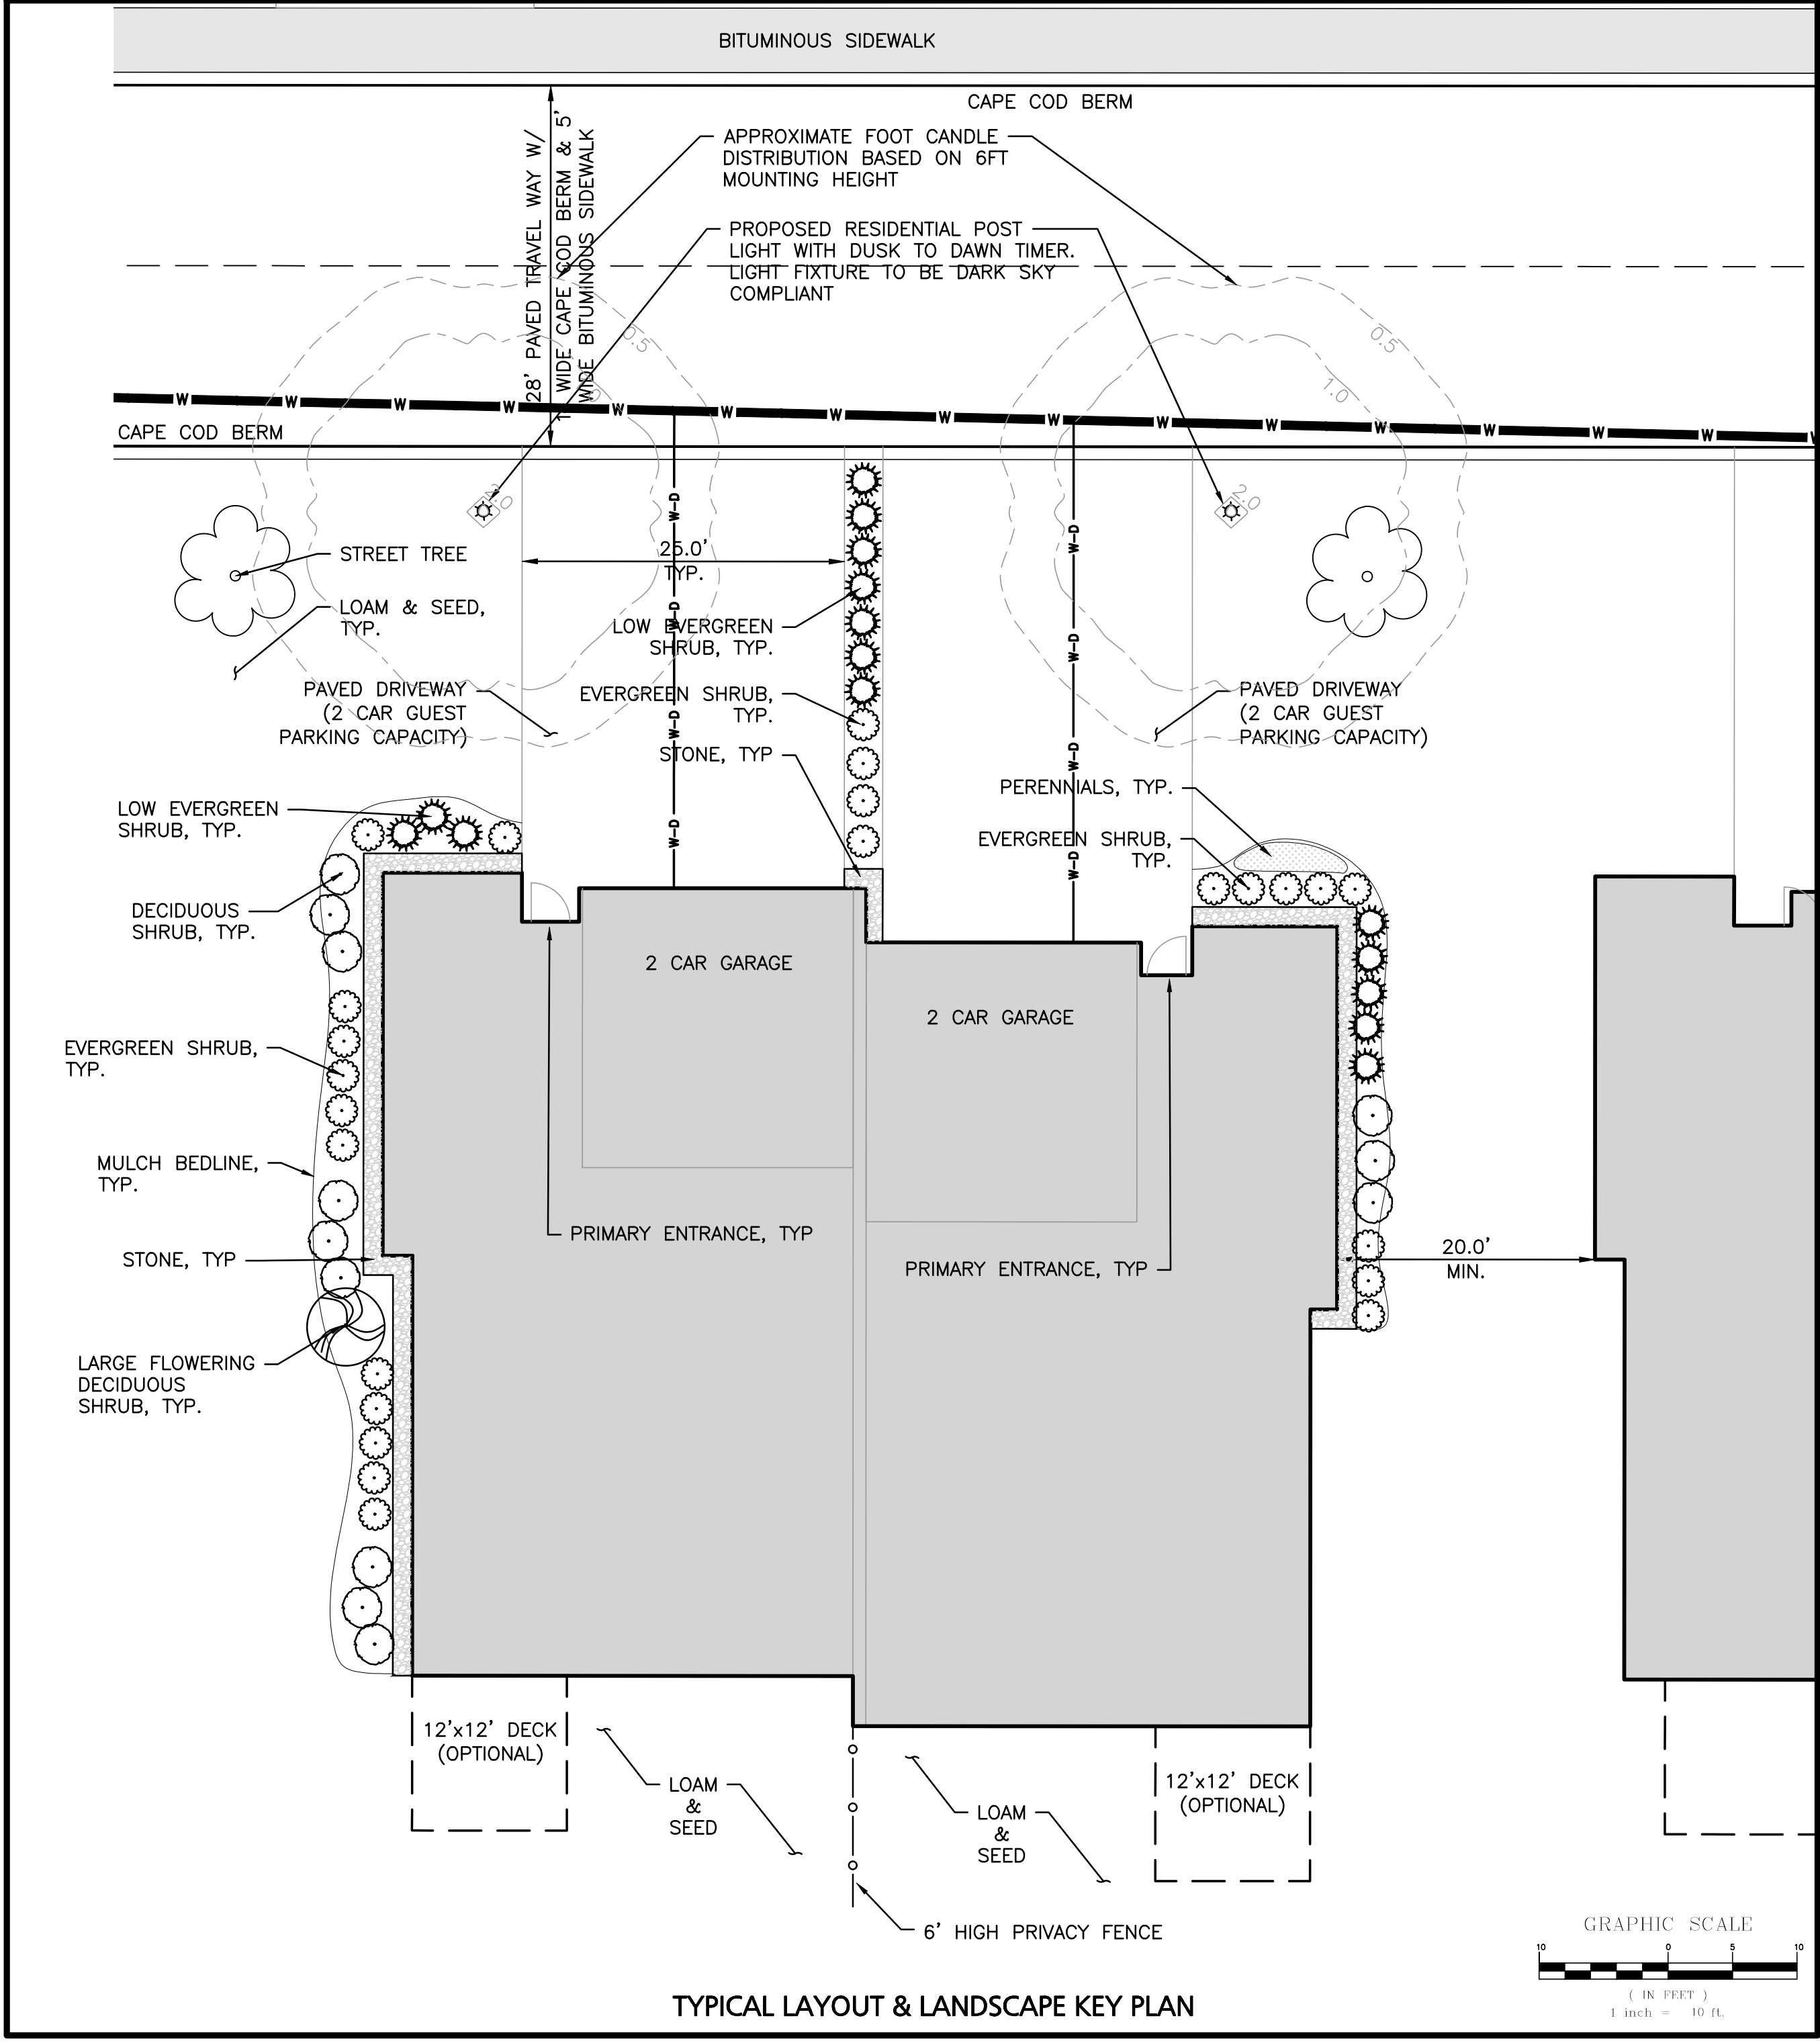 BITUMINOUS SIDEWALK
CAPE COD BERM
28' PAVED TRAVEL WAY W/
1' WIDE CAPE COD BERM & 5'
WIDE BITUMINOUS SIDEWALK
APPROXIMATE FOOT CANDLE
DISTRIBUTION BASED ON 6FT
MOUNTING HEIGHT
PROPOSED RESIDENTIAL POST
LIGHT WITH DUSK TO DAWN TIMER.
LIGHT FIXTURE TO BE DARK SKY
COMPLIANT
0.5
0.5
1.0
W W W W W W W W W W W W W W W W
CAPE COD BERM
2.0
2.0
STREET TREE
25.0'
TYP.
W-D
W-D
W-D
W-D
W-D
W-D
W-D
W-D
LOAM & SEED,
TYP.
LOW EVERGREEN
SHRUB, TYP.
PAVED DRIVEWAY
(2 CAR GUEST
PARKING CAPACITY)
EVERGREEN SHRUB,
TYP.
PAVED DRIVEWAY
(2 CAR GUEST
PARKING CAPACITY)
STONE, TYP
PERENNIALS, TYP.
LOW EVERGREEN
SHRUB, TYP.
EVERGREEN SHRUB,
TYP.
DECIDUOUS
SHRUB, TYP.
2 CAR GARAGE
2 CAR GARAGE
EVERGREEN SHRUB,
TYP.
MULCH BEDLINE,
TYP.
PRIMARY ENTRANCE, TYP
STONE, TYP
PRIMARY ENTRANCE, TYP
20.0'
MIN.
LARGE FLOWERING
DECIDUOUS
SHRUB, TYP.
12'x12' DECK
(OPTIONAL)
LOAM
&
SEED
12'x12' DECK
(OPTIONAL)
LOAM
&
SEED
6' HIGH PRIVACY FENCE
GRAPHIC SCALE
10 0 5 10
( IN FEET )
1 inch = 10 ft.
TYPICAL LAYOUT & LANDSCAPE KEY PLAN